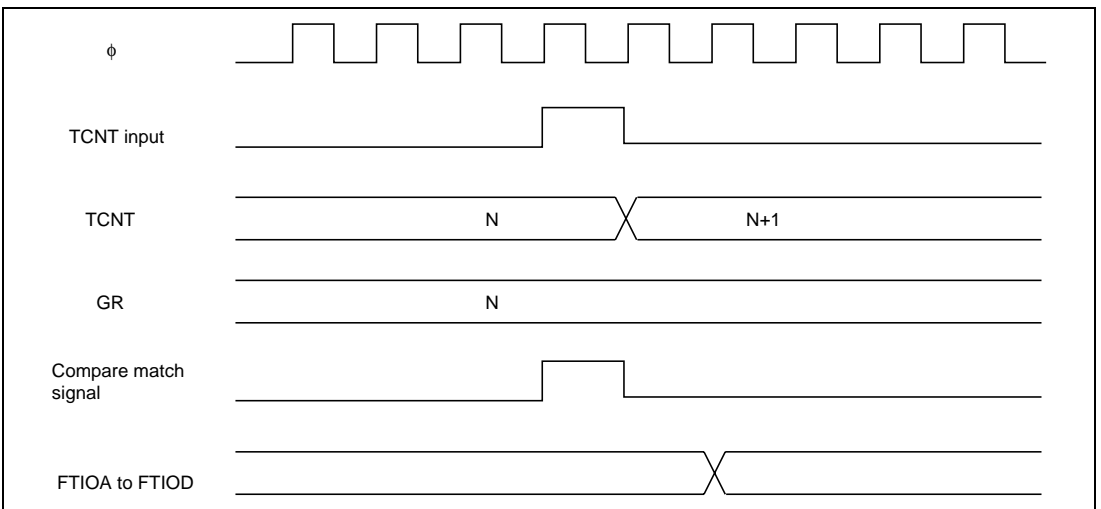 ϕ
TCNT input
TCNT
N
N+1
GR
N
Compare match
signal
FTIOA to FTIOD